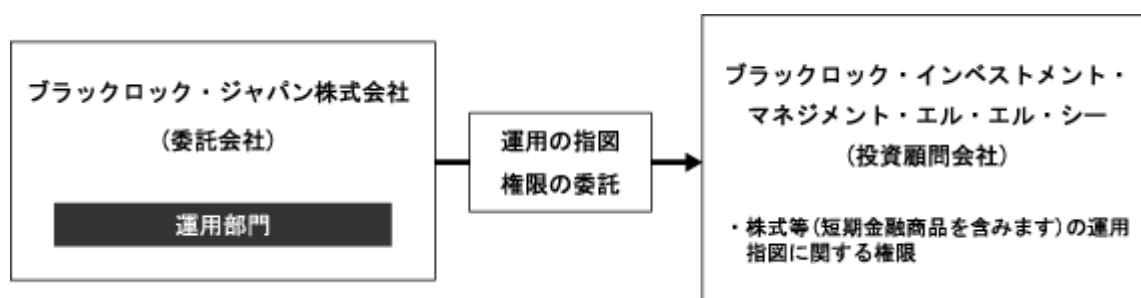 ブラックロック・ジャパン株式会社
(委託会社)
運用部門
運用の指図
権限の委託
ブラックロック・インベストメント・
マネジメント・エル・エル・シー
(投資顧問会社)
・株式等(短期金融商品を含みます)の運用
指図に関する権限